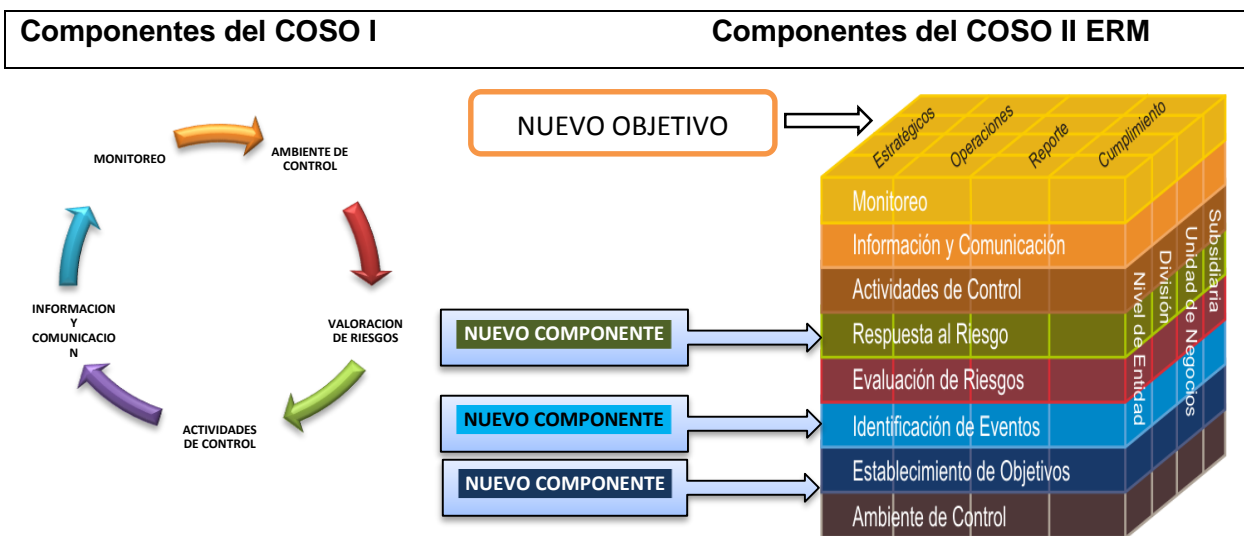 Componentes del COSO I
Componentes del COSO II ERM
NUEVO OBJETIVO
MONITOREO
AMBIENTE DE
CONTROL
VALORACION
DE RIESGOS
ACTIVIDADES
DE CONTROL
INFORMACION
Y
COMUNICACIO
N
NUEVO COMPONENTE
NUEVO COMPONENTE
NUEVO COMPONENTE
Estratégicos
Operaciones
Reporte
Cumplimiento
Monitoreo
Información y Comunicación
Actividades de Control
Respuesta al Riesgo
Evaluación de Riesgos
Identificación de Eventos
Establecimiento de Objetivos
Ambiente de Control
Nivel de Entidad
División
Unidad de Negocios
Subsidiaria